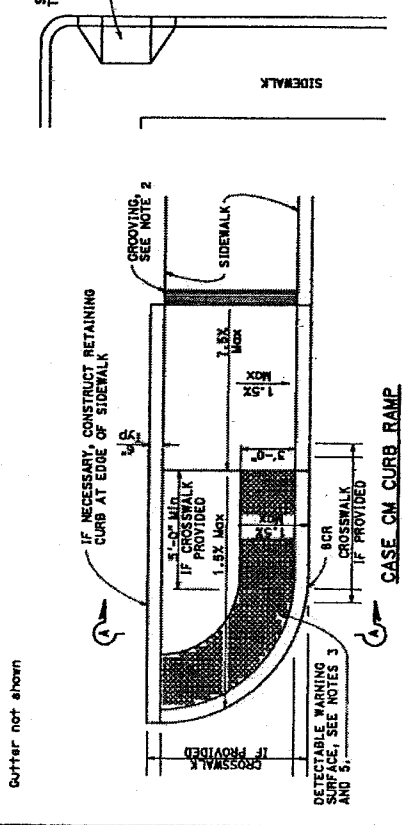 Gutter not shown
IF NECESSARY, CONSTRUCT RETAINING
CURB AT EDGE OF SIDEWALK
GROOVING,
SEE NOTE 2
SIDEWALK
SIDEWALK
7.5%
Max
1.5%
Max
3'-0"
Min
IF CROSSWALK
PROVIDED
1.5% Max
1.5%
Max
BCR
CROSSWALK
IF PROVIDED
CROSSWALK
IF PROVIDED
A
A
DETECTABLE WARNING
SURFACE, SEE NOTES 3
AND 5.
CASE CM CURB RAMP